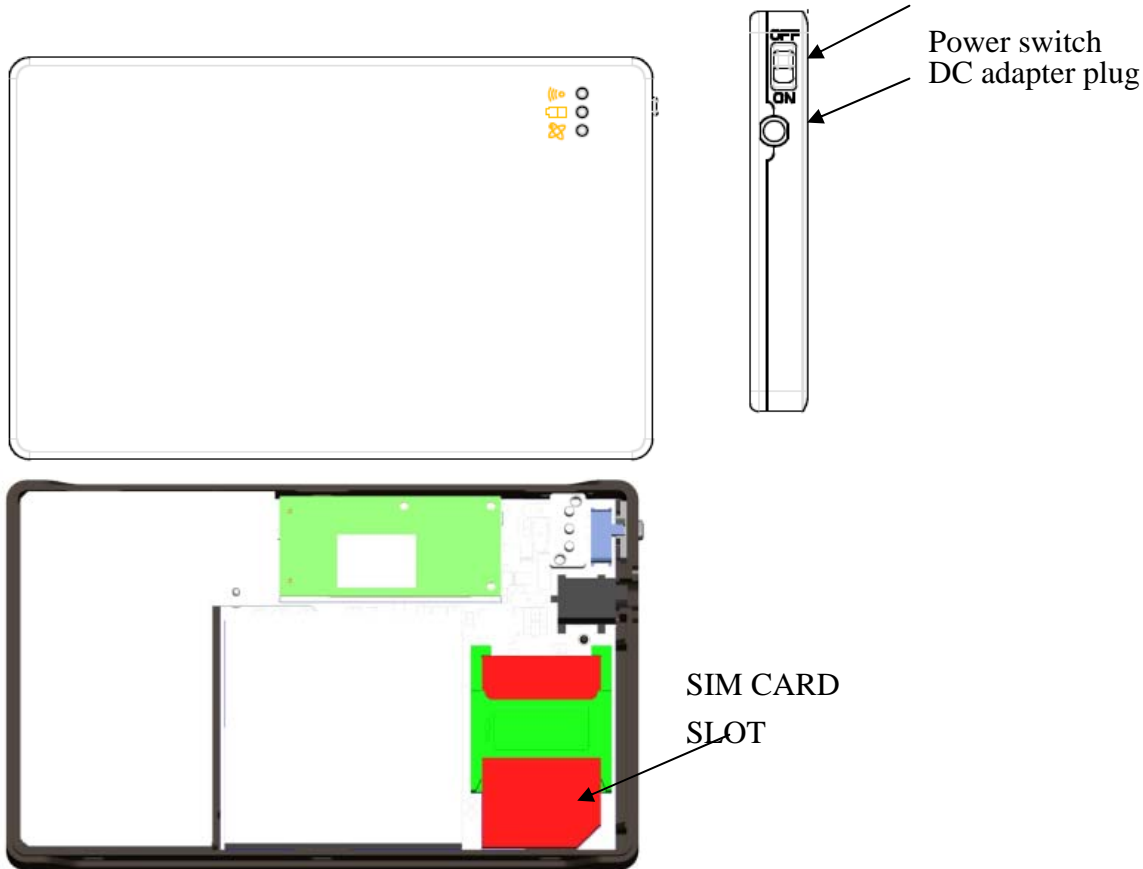 OFF
Power switch
DC adapter plug
ON
SIM CARD
SLOT